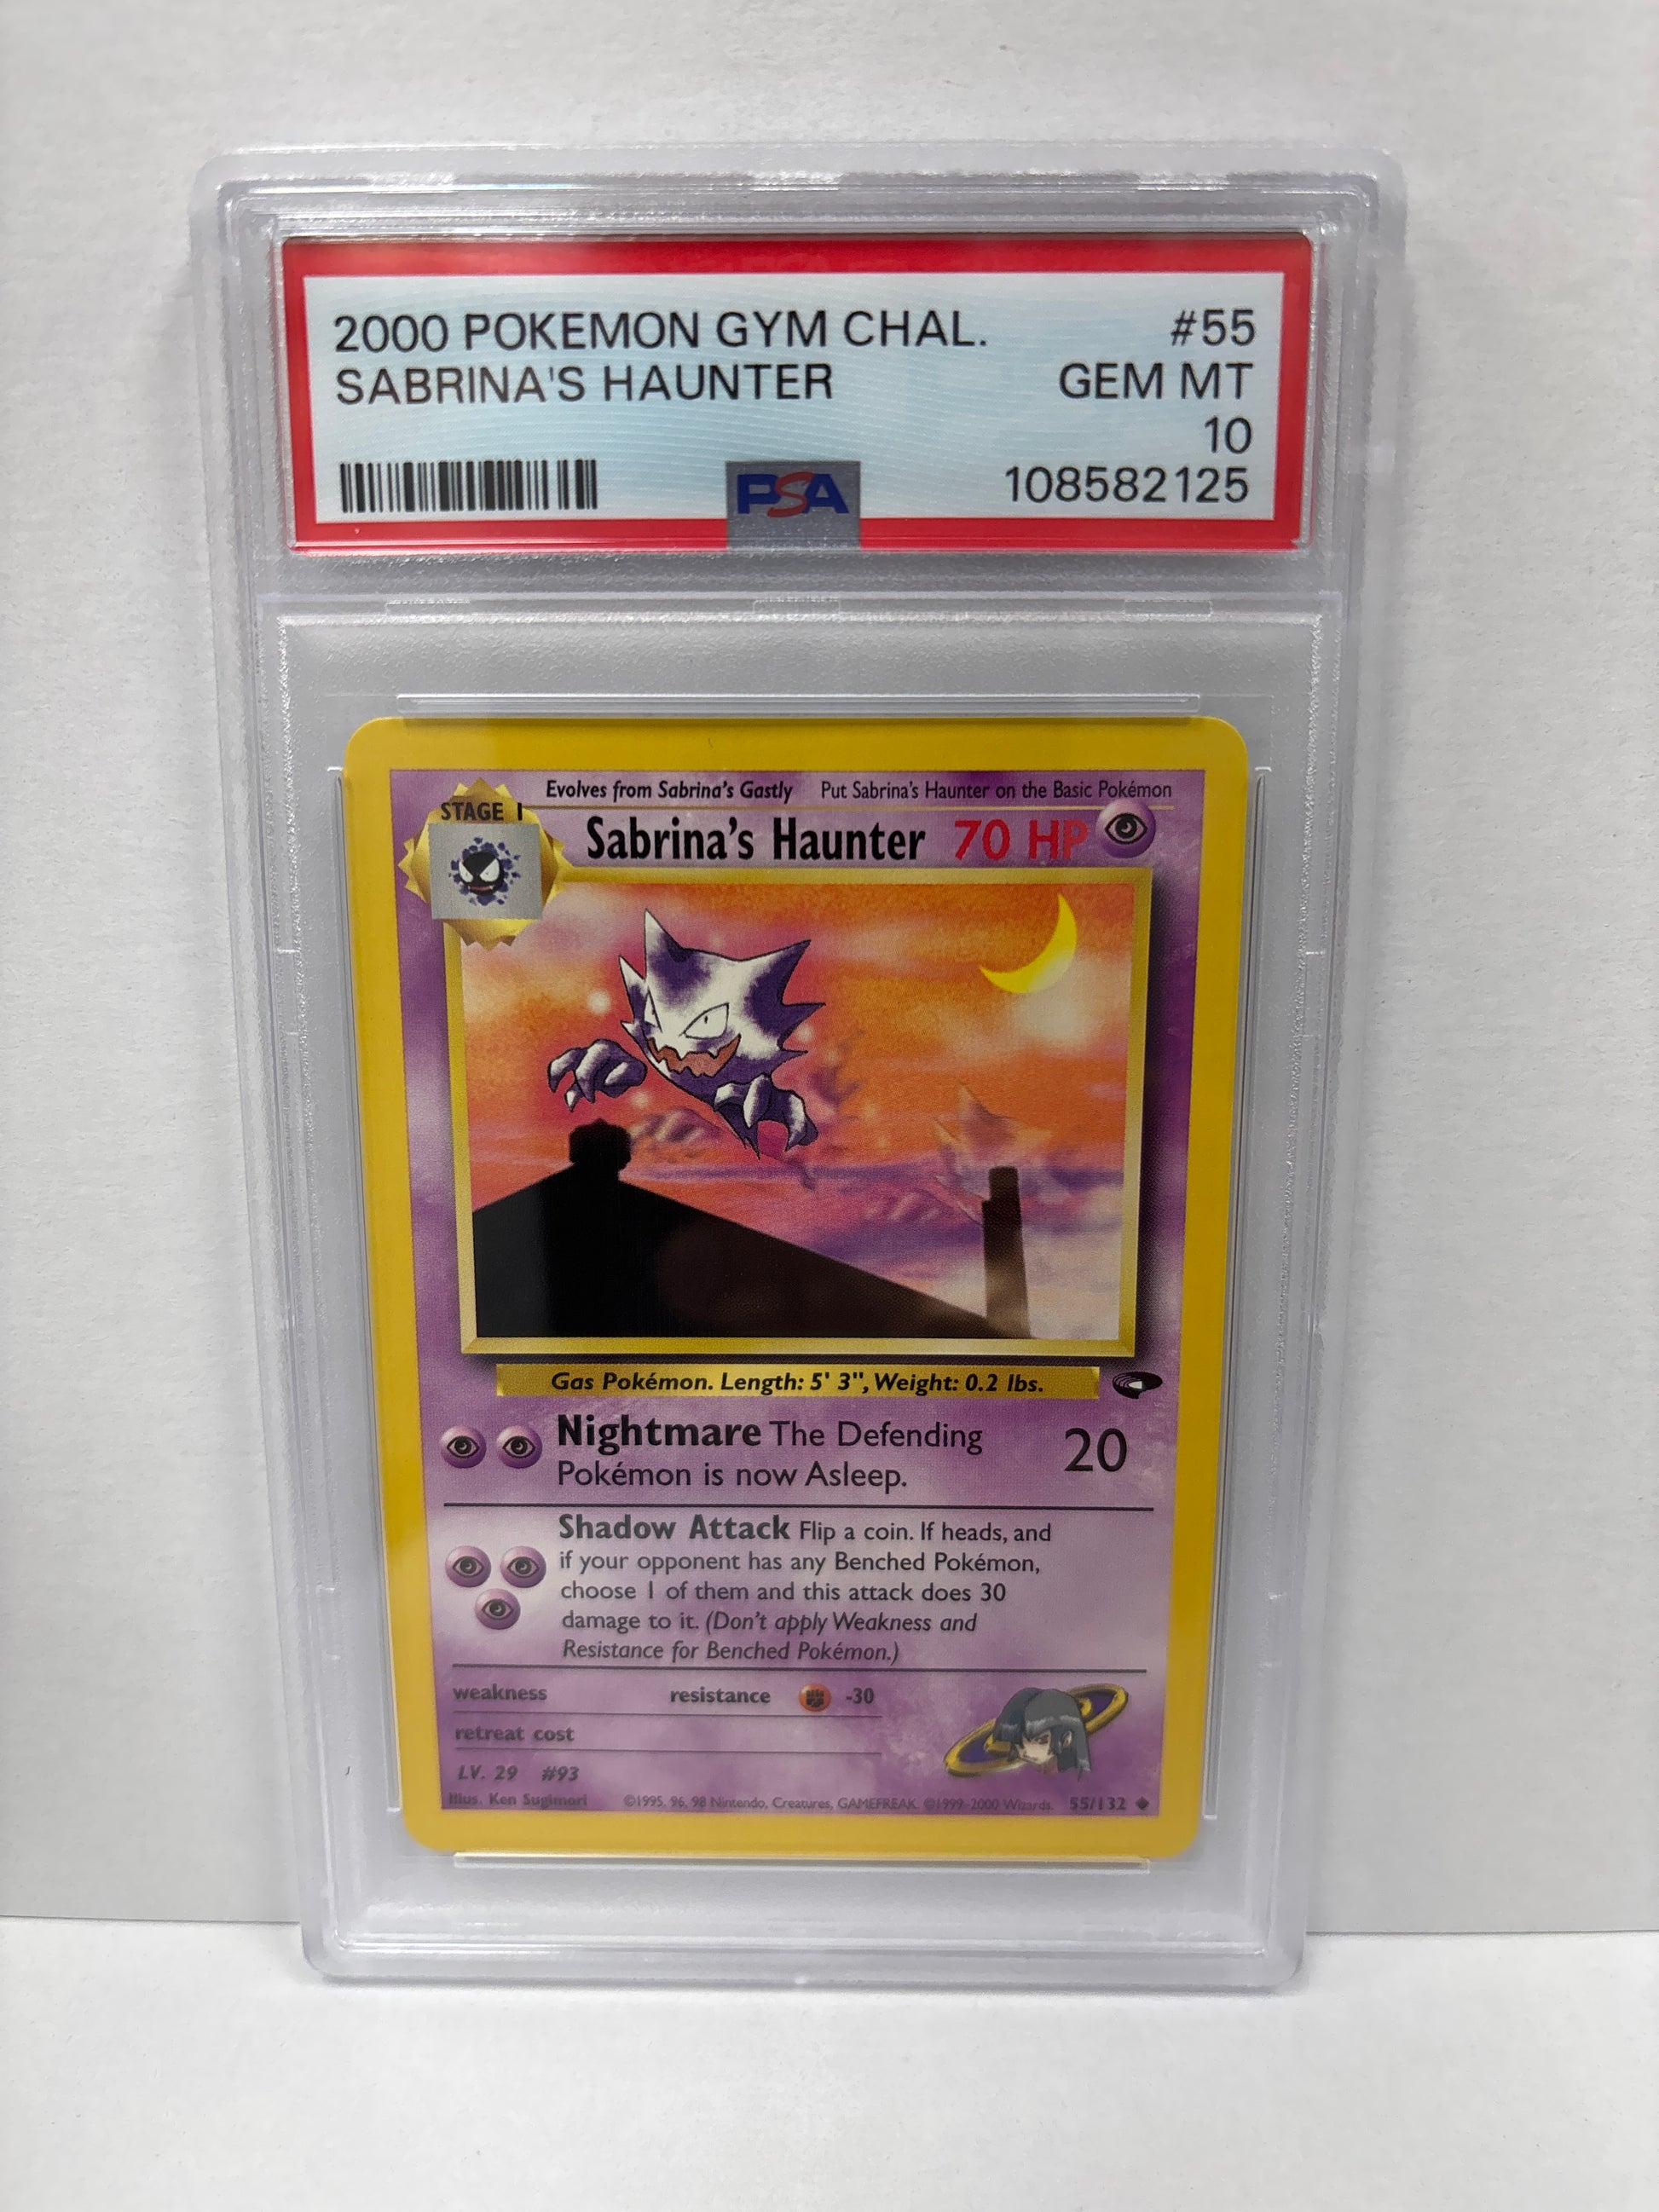 2000 POKEMON GYM CHAL. #55
SABRINA'S HAUNTER GEM MT
10
PSA 108582125
Evolves from Sabrina's Gastly Put Sabrina's Haunter on the Basic Pokémon
STAGE 1
Sabrina's Haunter 70 HP
Gas Pokémon. Length: 5' 3", Weight: 0.2 lbs.
Nightmare The Defending
Pokémon is now Asleep.
20
Shadow Attack Flip a coin. If heads, and
if your opponent has any Benched Pokémon,
choose 1 of them and this attack does 30
damage to it. (Don't apply Weakness and
Resistance for Benched Pokémon.)
weakness resistance -30
retreat cost
LV. 29 #93
Illus. Ken Sugimori ©1995, 96, 98 Nintendo, Creatures, GAMEFREAK. ©1999-2000 Wizards. 55/132